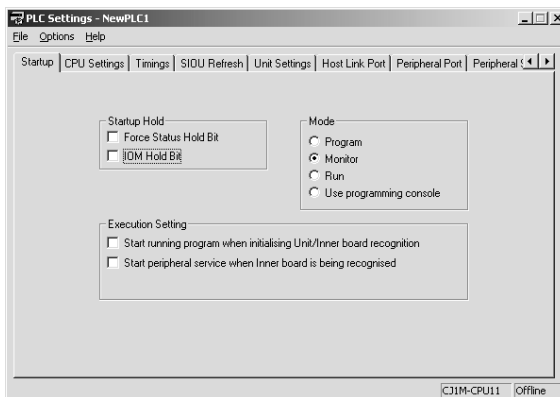 PLC Settings - NewPLC1
File Options Help
Startup CPU Settings Timings SIOU Refresh Unit Settings Host Link Port Peripheral Port Peripheral
Startup Hold
Force Status Hold Bit
IOM Hold Bit
Mode
Program
Monitor
Run
Use programming console
Execution Setting
Start running program when initialising Unit/Inner board recognition
Start peripheral service when Inner board is being recognised
CJ1M-CPU11 Offline